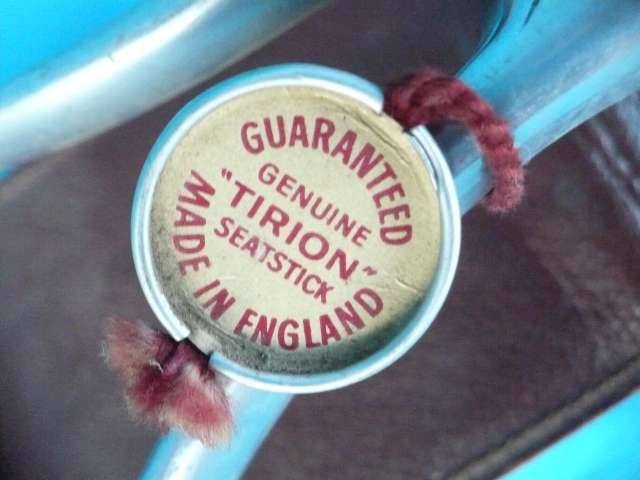 GUARANTEED
GENUINE
"TIRION"
SEATSTICK
MADE IN ENGLAND